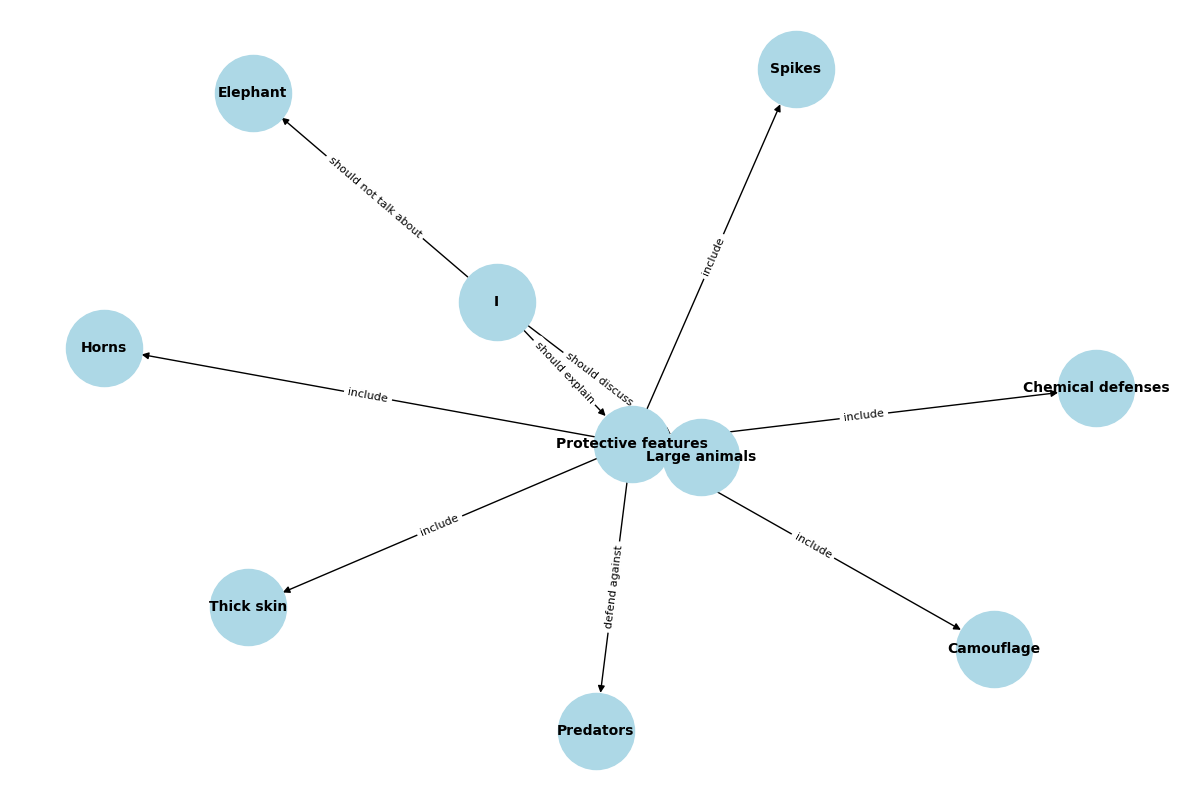 Spikes
Elephant
should not talk about
include
I
Horns
should discuss
should explain
Chemical defenses
include
include
Protective features
Large animals
include
include
defend against
Thick skin
Camouflage
Predators